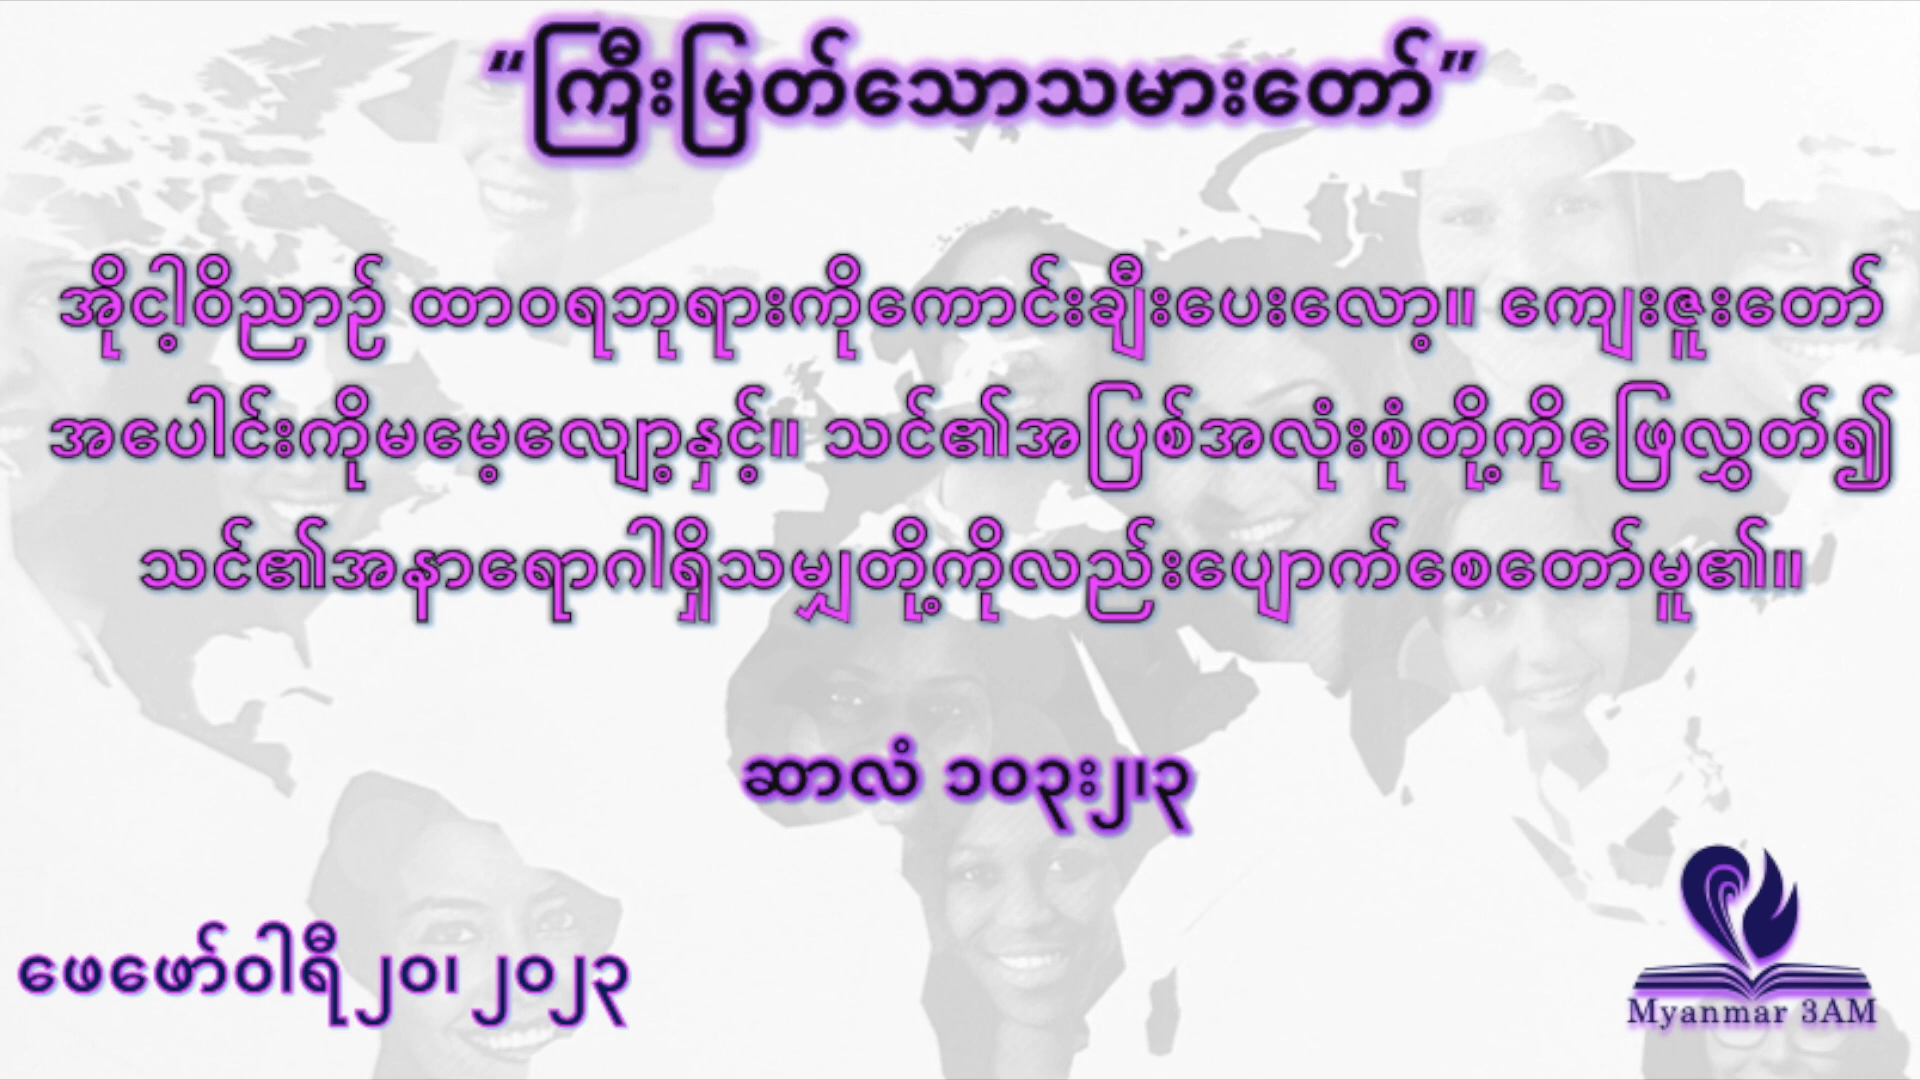 “ကြီးမြတ်သောသမားတော်”
အိုငါ့ဝိညာဉ် ထာဝရဘုရားကိုကောင်းချီးပေးလော့။ ကျေးဇူးတော်
အပေါင်းကိုမမေ့လျော့နှင့်။ သင်၏အပြစ်အလုံးစုံတို့ကိုဖြေလွှတ်၍
သင်၏အနာရောဂါရှိသမျှတို့ကိုလည်းပျောက်စေတော်မူ၏။
ဆာလံ ၁၀၃း၂၊၃
ဖေဖော်ဝါရီ ၂၀၊ ၂၀၂၃
Myanmar 3AM